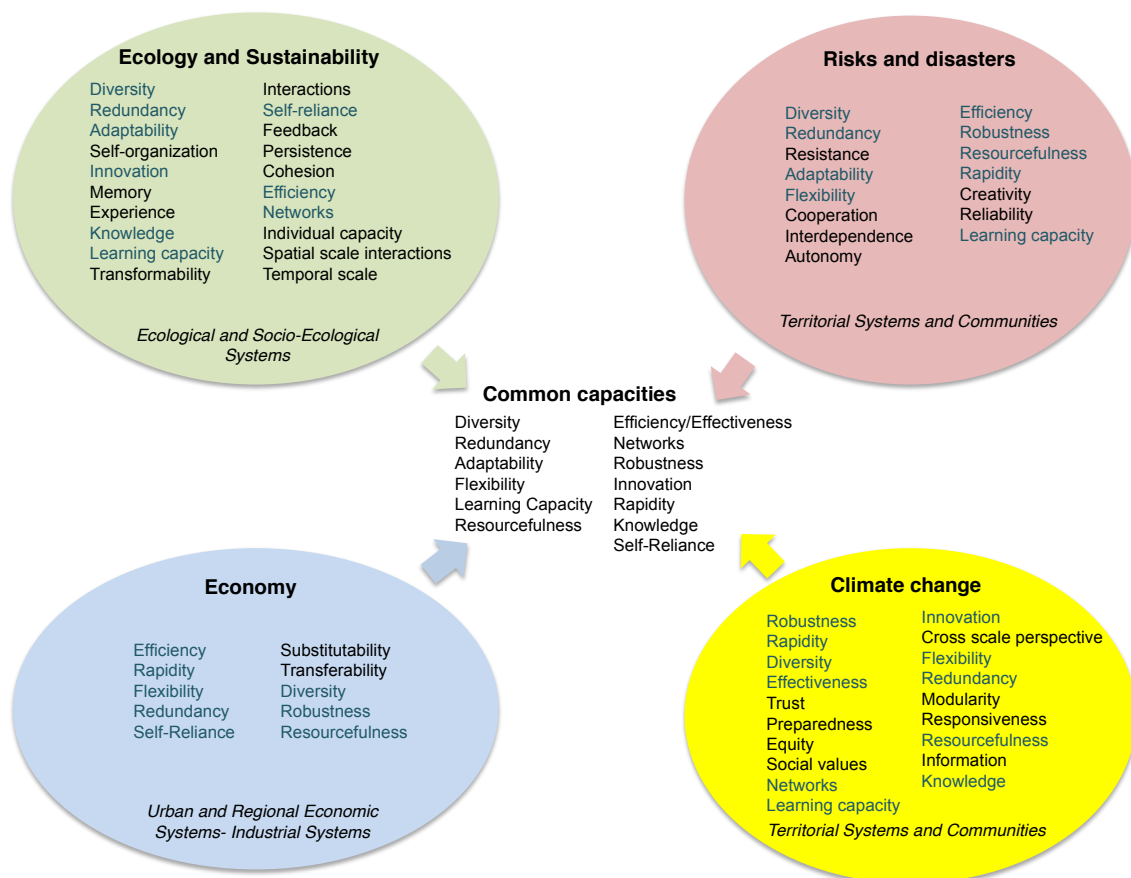 Ecology and Sustainability
Diversity
Redundancy
Adaptability
Self-organization
Innovation
Memory
Experience
Knowledge
Learning capacity
Transformability
Interactions
Self-reliance
Feedback
Persistence
Cohesion
Efficiency
Networks
Individual capacity
Spatial scale interactions
Temporal scale
Ecological and Socio-Ecological
Systems
Risks and disasters
Diversity
Redundancy
Resistance
Adaptability
Flexibility
Cooperation
Interdependence
Autonomy
Efficiency
Robustness
Resourcefulness
Rapidity
Creativity
Reliability
Learning capacity
Territorial Systems and Communities
Common capacities
Diversity
Redundancy
Adaptability
Flexibility
Learning Capacity
Resourcefulness
Efficiency/Effectiveness
Networks
Robustness
Innovation
Rapidity
Knowledge
Self-Reliance
Economy
Efficiency
Rapidity
Flexibility
Redundancy
Self-Reliance
Substitutability
Transferability
Diversity
Robustness
Resourcefulness
Urban and Regional Economic
Systems- Industrial Systems
Climate change
Robustness
Rapidity
Diversity
Effectiveness
Trust
Preparedness
Equity
Social values
Networks
Learning capacity
Innovation
Cross scale perspective
Flexibility
Redundancy
Modularity
Responsiveness
Resourcefulness
Information
Knowledge
Territorial Systems and Communities